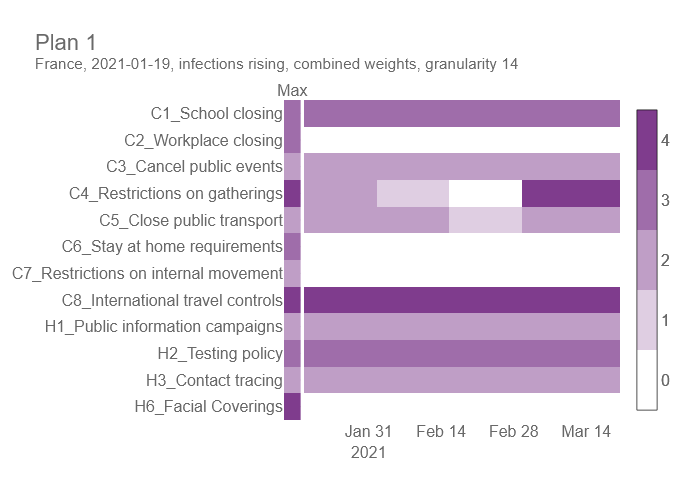 Plan 1
France, 2021-01-19, infections rising, combined weights, granularity 14
Max
C1_School closing
C2_Workplace closing
C3_Cancel public events
C4_Restrictions on gatherings
C5_Close public transport
C6_Stay at home requirements
C7_Restrictions on internal movement
C8_International travel controls
H1_Public information campaigns
H2_Testing policy
H3_Contact tracing
H6_Facial Coverings
4
3
2
1
0
Jan 31 Feb 14 Feb 28 Mar 14
2021